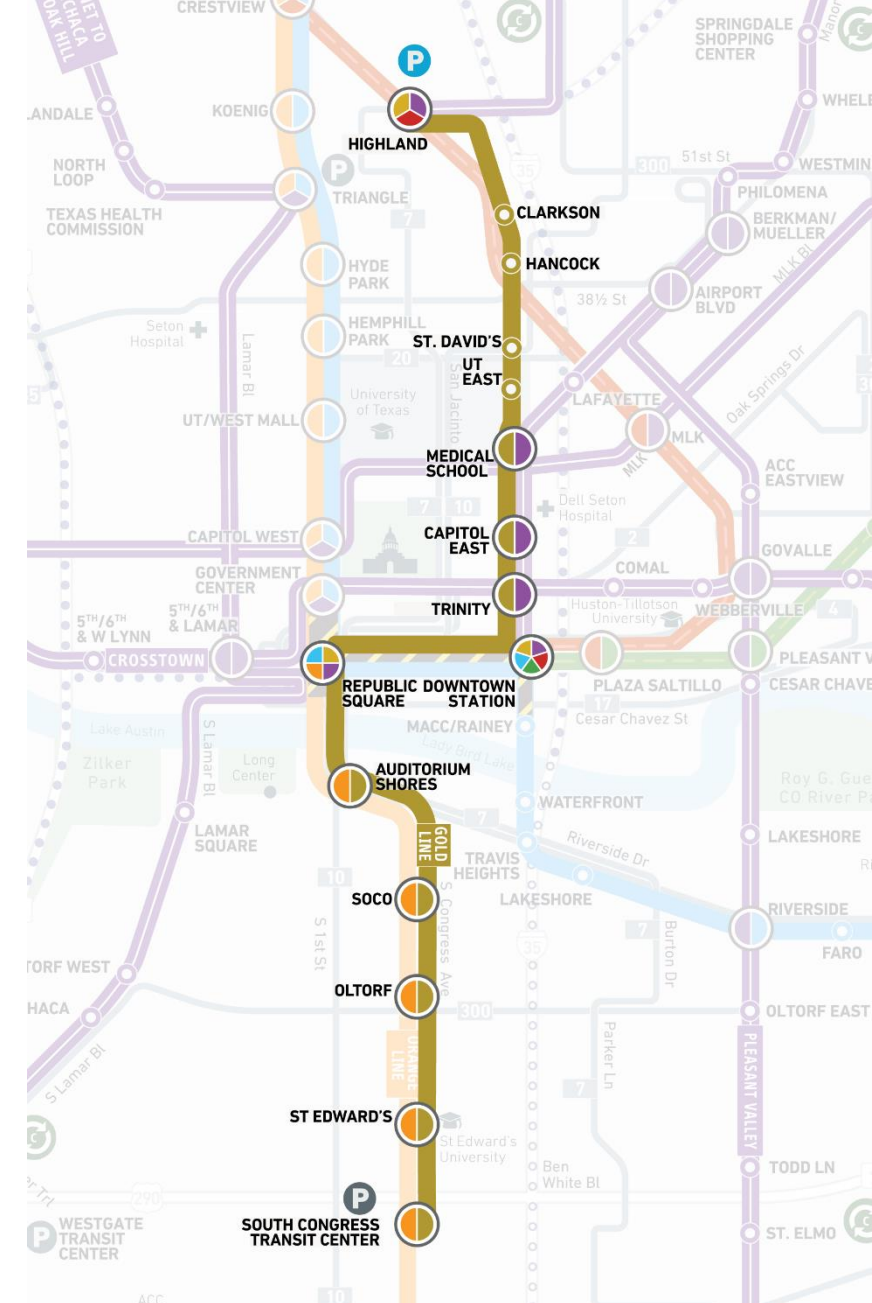 CRESTVIEW
ET TO
CHACA
OAK HILL
SPRINGDALE
SHOPPING
CENTER
Manor
P
LANDALE
KOENIG
HIGHLAND
35
WHELE
NORTH
LOOP
P
TRIANGLE
300
51st St
WESTMIN
PHILOMENA
TEXAS HEALTH
COMMISSION
7
CLARKSON
BERKMAN/
MUELLER
HYDE
PARK
HANCOCK
MLK Bl
38½ St
AIRPORT
BLVD
Seton
Hospital
Lamar Bl
HEMPHILL
PARK
20
ST. DAVID'S
UT
EAST
San Jacinto
University
of Texas
LAFAYETTE
Oak Springs Dr
UT/WEST MALL
MLK
MLK
MEDICAL
SCHOOL
ACC
EASTVIEW
7
10
Dell Seton
Hospital
CAPITOL WEST
CAPITOL
EAST
2
GOVALLE
GOVERNMENT
CENTER
COMAL
TRINITY
Huston-Tillotson
University
WEBBERVILLE
4
5TH/6TH
& W LYNN
5TH/6TH
& LAMAR
CROSSTOWN
PLEASANT V
REPUBLIC
SQUARE
DOWNTOWN
STATION
PLAZA SALTILLO
CESAR CHAVE
17
Cesar Chavez St
Lake Austin
S Lamar Bl
MACC/RAINEY
Lady Bird Lake
Zilker
Park
Long
Center
AUDITORIUM
SHORES
Roy G. Gue
CO River Pa
WATERFRONT
7
LAMAR
SQUARE
GOLD
LINE
Riverside Dr
LAKESHORE
TRAVIS
HEIGHTS
10
SOCO
S Congress Ave
LAKESHORE
RIVERSIDE
S 1st St
35
7
Burton Dr
FARO
TORF WEST
OLTORF
HACA
300
OLTORF EAST
S Lamar Bl
ORANGE
LINE
Parker Ln
PLEASANT VALLEY
7
ST EDWARD'S
St Edward's
University
Ben
White Bl
TODD LN
290
P
WESTGATE
TRANSIT
CENTER
P
SOUTH CONGRESS
TRANSIT CENTER
ST. ELMO
10
ACC